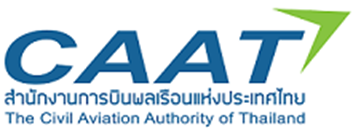 CAAT
สำนักงานการบินพลเรือนแห่งประเทศไทย
The Civil Aviation Authority of Thailand